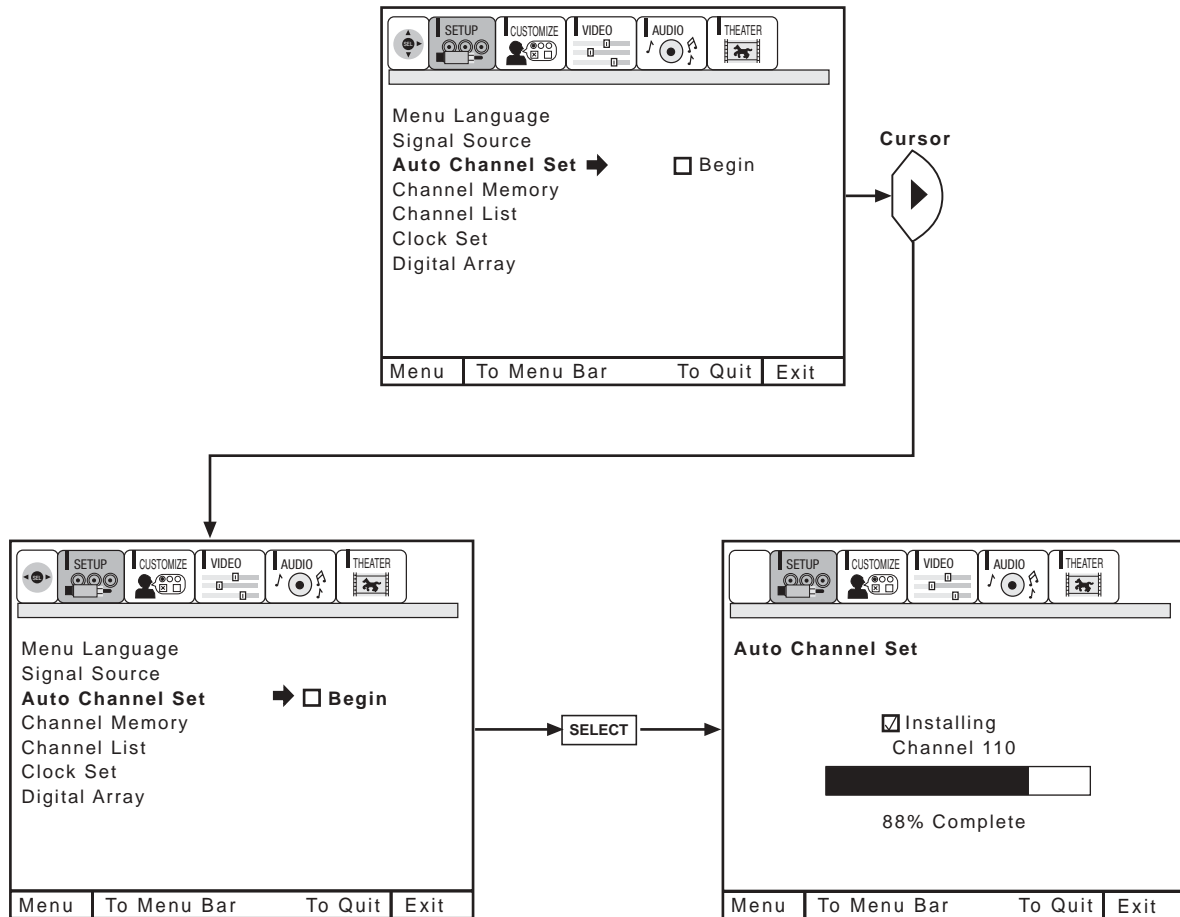 SEL SETUP CUSTOMIZE VIDEO AUDIO THEATER
Menu Language
Signal Source
Auto Channel Set Begin
Channel Memory
Channel List
Clock Set
Digital Array
Menu To Menu Bar To Quit Exit
Cursor
SEL SETUP CUSTOMIZE VIDEO AUDIO THEATER
Menu Language
Signal Source
Auto Channel Set Begin
Channel Memory
Channel List
Clock Set
Digital Array
Menu To Menu Bar To Quit Exit
SELECT
SETUP CUSTOMIZE VIDEO AUDIO THEATER
Auto Channel Set
Installing
Channel 110
88% Complete
Menu To Menu Bar To Quit Exit